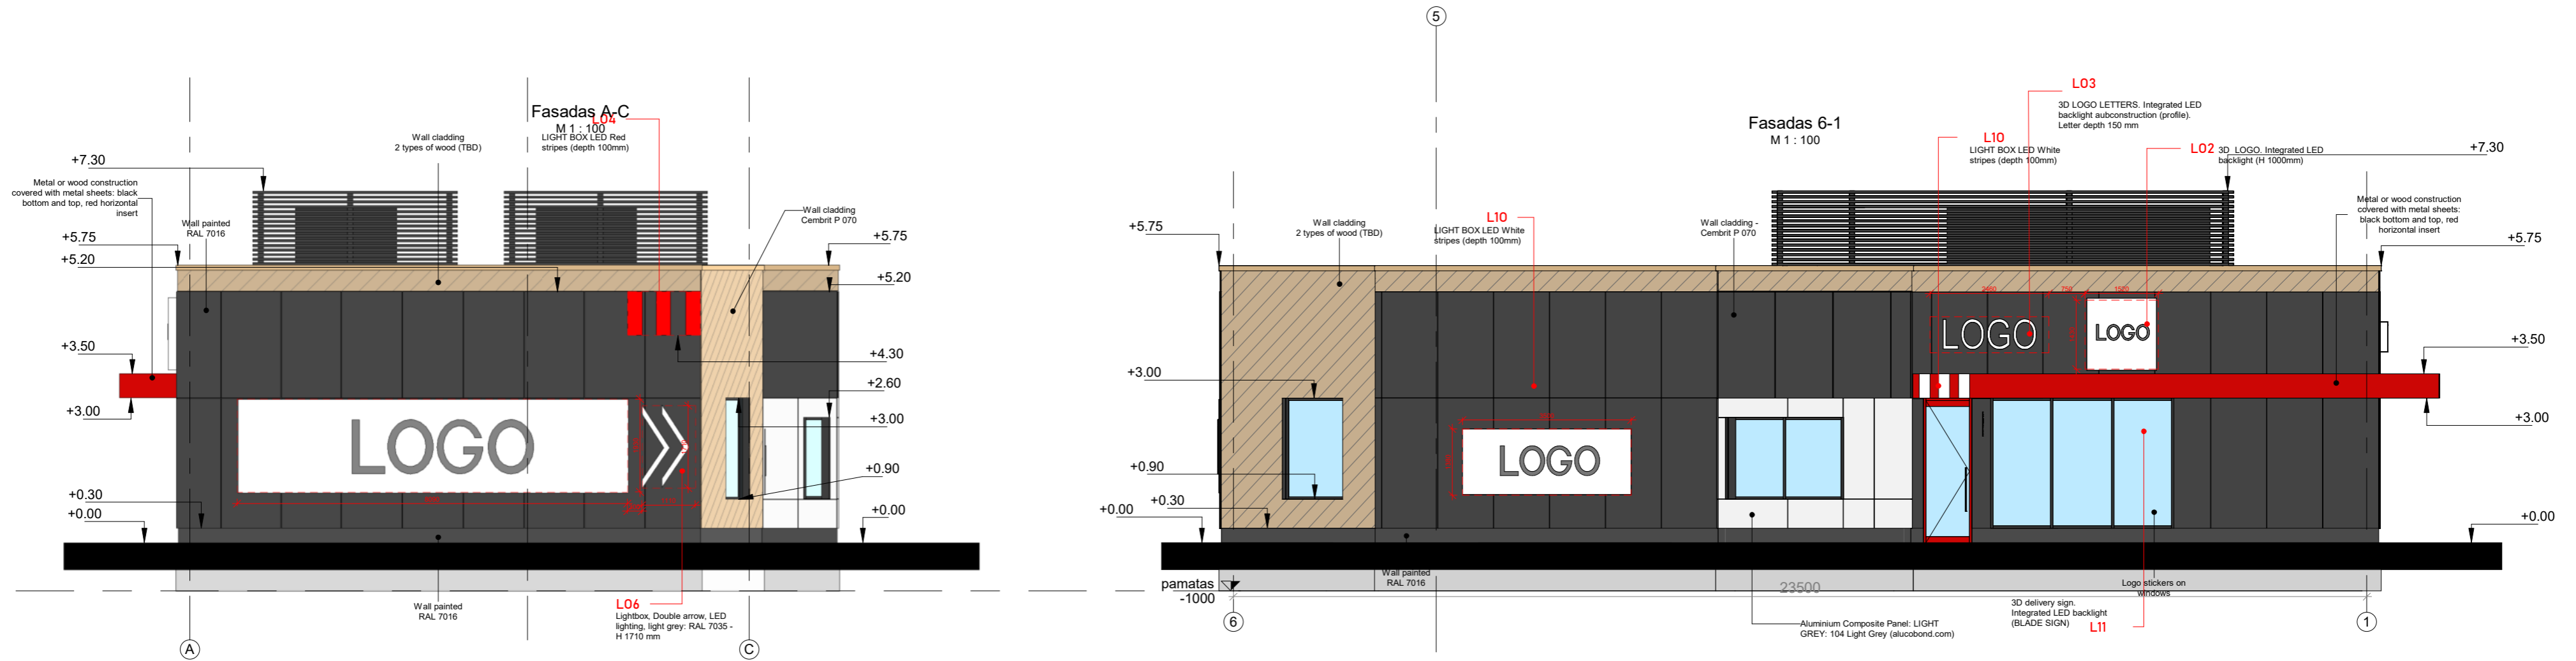 Fasadas A-C
M 1 : 100
L04
LIGHT BOX LED Red
stripes (depth 100mm)
Wall cladding
2 types of wood (TBD)
+7.30
Metal or wood construction
covered with metal sheets: black
bottom and top, red horizontal
insert
Wall painted
RAL 7016
Wall cladding
Cembrit P 070
+5.75
+5.20
+5.75
+5.20
+3.50
+3.00
+4.30
+2.60
+3.00
+0.90
+0.30
+0.00
+0.00
LOGO
Wall painted
RAL 7016
L06
Lightbox, Double arrow, LED
lighting, light grey: RAL 7035 -
H 1710 mm
A
C
5
Fasadas 6-1
M 1 : 100
L03
3D LOGO LETTERS. Integrated LED
backlight aubconstruction (profile).
Letter depth 150 mm
L10
LIGHT BOX LED White
stripes (depth 100mm)
L02
3D LOGO. Integrated LED
backlight (H 1000mm)
+7.30
Metal or wood construction
covered with metal sheets:
black bottom and top, red
horizontal insert
+5.75
Wall cladding
2 types of wood (TBD)
L10
LIGHT BOX LED White
stripes (depth 100mm)
Wall cladding -
Cembrit P 070
+5.75
2460
750
1520
LOGO
LOGO
+3.50
+3.00
+3.00
+0.90
+0.30
+0.00
+0.00
LOGO
pamatas
-1000
Wall painted
RAL 7016
23500
Logo stickers on
windows
3D delivery sign.
Integrated LED backlight
(BLADE SIGN)
L11
Aluminium Composite Panel: LIGHT
GREY: 104 Light Grey (alucobond.com)
6
1